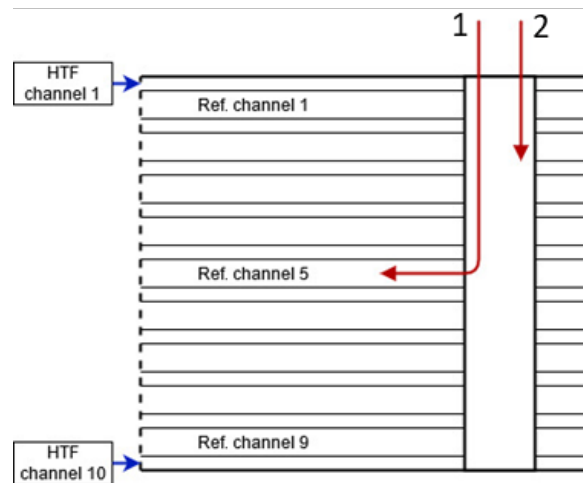 1
2
HTF
channel 1
Ref. channel 1
Ref. channel 5
Ref. channel 9
HTF
channel 10